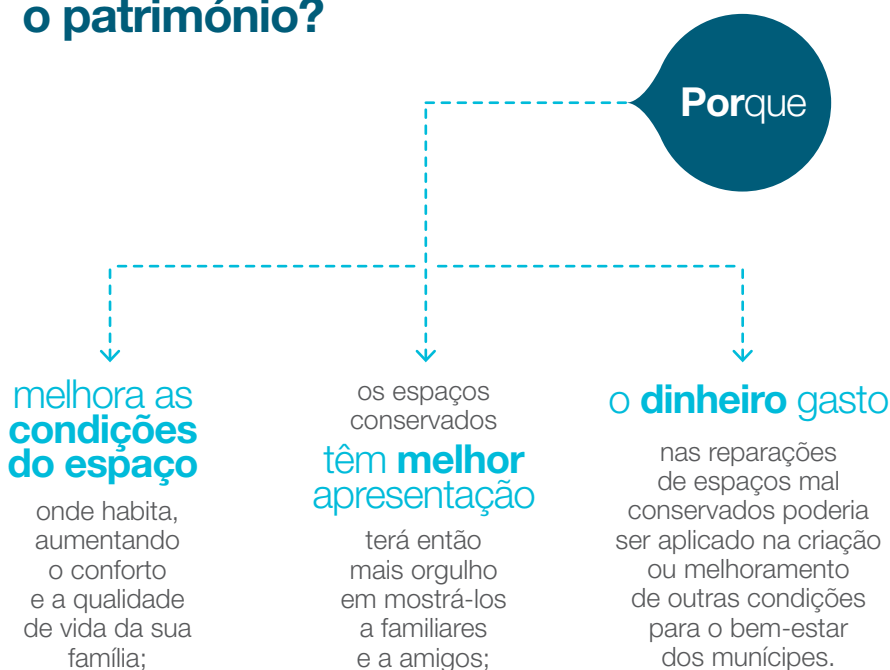 o património?
Porque
melhora as
condições
do espaço
onde habita,
aumentando
o conforto
e a qualidade
de vida da sua
família;
os espaços
conservados
têm melhor
apresentação
terá então
mais orgulho
em mostrá-los
a familiares
e a amigos;
o dinheiro gasto
nas reparações
de espaços mal
conservados poderia
ser aplicado na criação
ou melhoramento
de outras condições
para o bem-estar
dos munícipes.